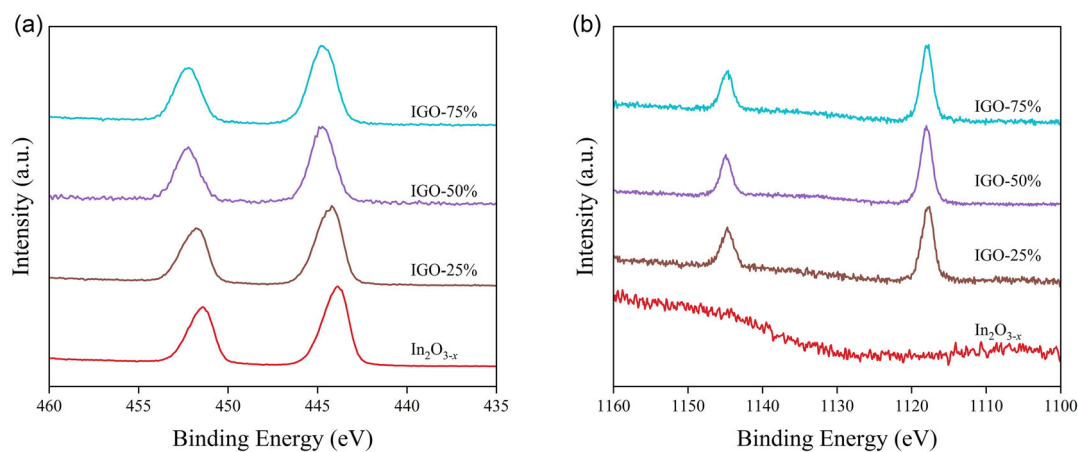 (a)
Intensity (a.u.)
IGO-75%
IGO-50%
IGO-25%
In₂O₃₋ₓ
460 455 450 445 440 435
Binding Energy (eV)
(b)
Intensity (a.u.)
IGO-75%
IGO-50%
IGO-25%
In₂O₃₋ₓ
1160 1150 1140 1130 1120 1110 1100
Binding Energy (eV)